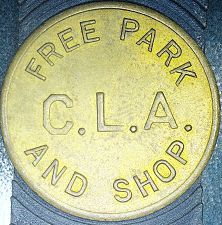 FREE PARK
C.L.A.
AND SHOP